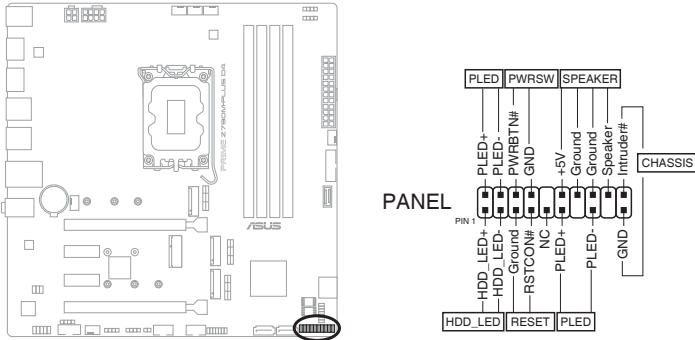 PRIME Z790M-PLUS D4
ASUS
PANEL
PIN 1
PLED
PWRSW
SPEAKER
PLED+
PLED-
PWRBTN#
GND
+5V
Ground
Ground
Speaker
Intruder#
CHASSIS
HDD_LED+
HDD_LED-
Ground
RSTCON#
NC
PLED+
PLED-
GND
HDD_LED
RESET
PLED